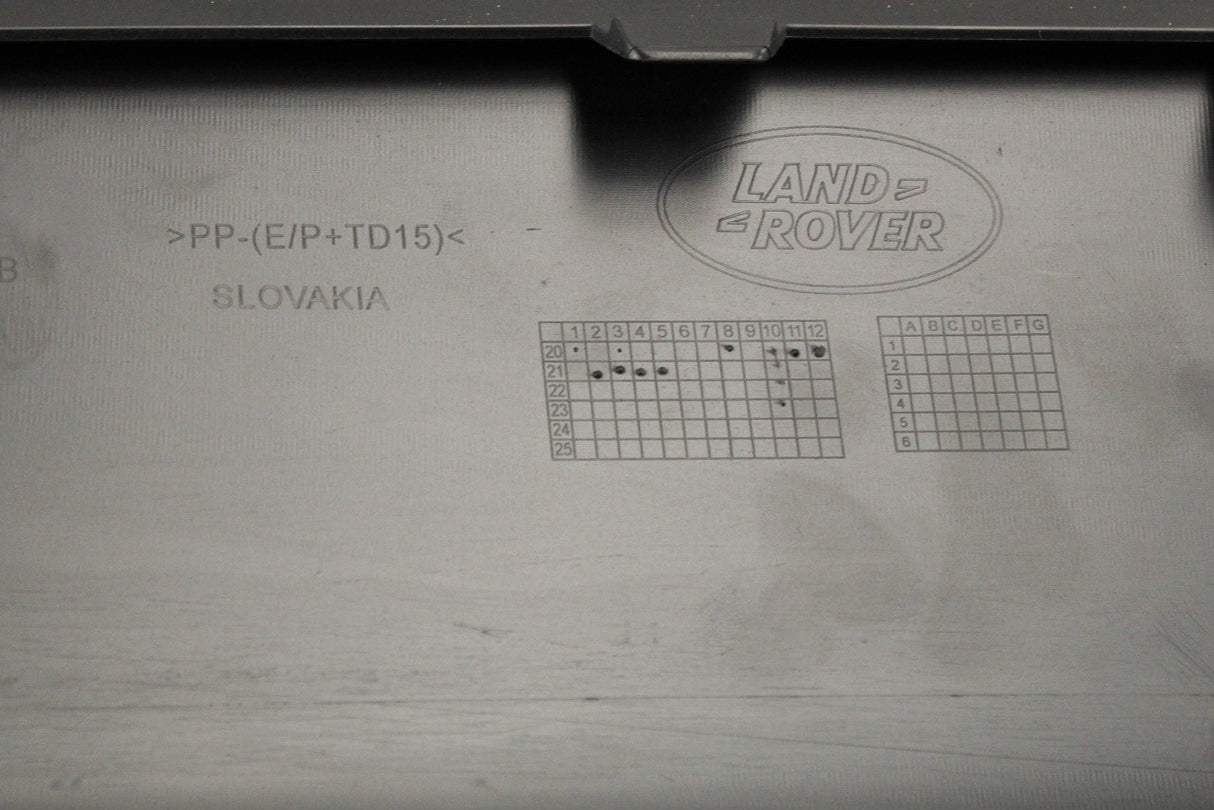 LAND
ROVER
>PP-(E/P+TD15)<
B
SLOVAKIA
1 2 3 4 5 6 7 8 9 10 11 12
20
21
22
23
24
25
A B C D E F G
1
2
3
4
5
6